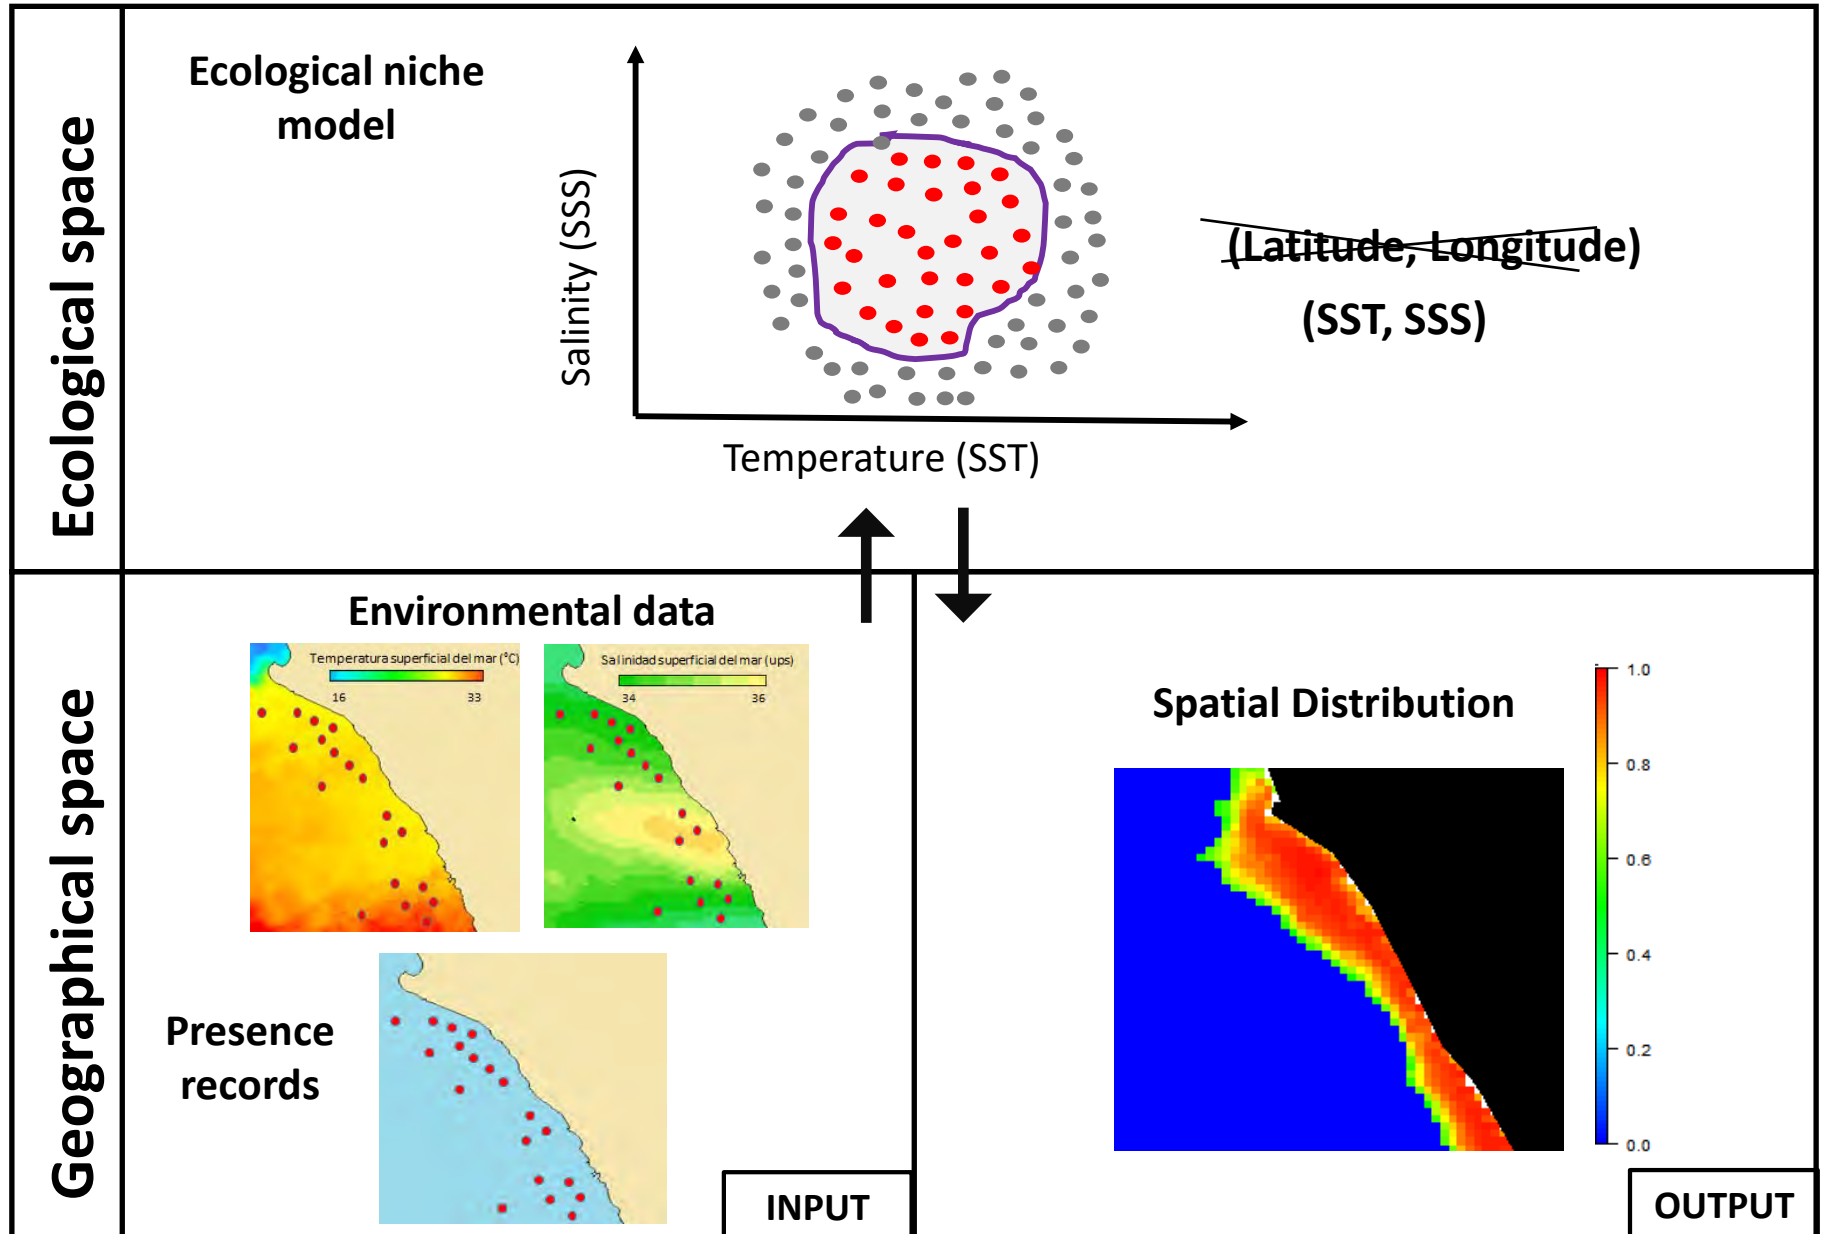 Ecological space
Ecological niche
model
Salinity (SSS)
Temperature (SST)
(Latitude, Longitude)
(SST, SSS)
Geographical space
Environmental data
Temperatura superficial del mar (°C)
16 33
Salinidad superficial del mar (ups)
34 36
Presence
records
INPUT
Spatial Distribution
1.0
0.8
0.6
0.4
0.2
0.0
OUTPUT